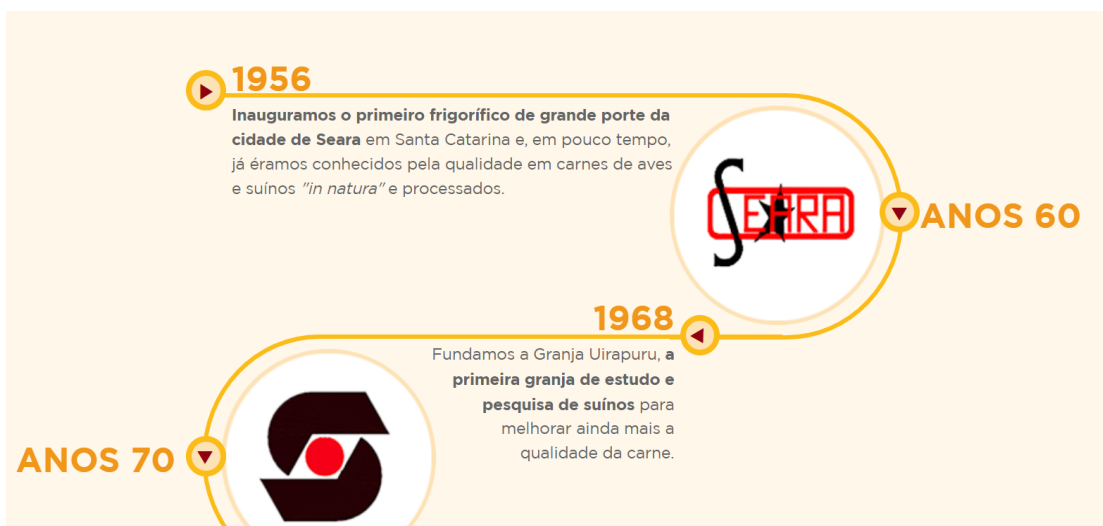 1956
Inauguramos o primeiro frigorífico de grande porte da
cidade de Seara em Santa Catarina e, em pouco tempo,
já éramos conhecidos pela qualidade em carnes de aves
e suínos "in natura" e processados.
SEARA
ANOS 60
1968
Fundamos a Granja Uirapuru, a
primeira granja de estudo e
pesquisa de suínos para
melhorar ainda mais a
qualidade da carne.
ANOS 70